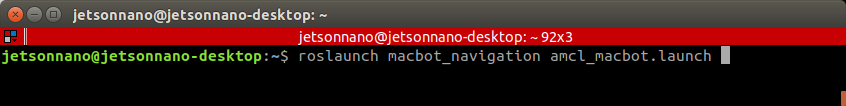 jetsonnano@jetsonnano-desktop: ~
jetsonnano@jetsonnano-desktop: ~ 92x3
jetsonnano@jetsonnano-desktop:~$ roslaunch macbot_navigation amcl_macbot.launch